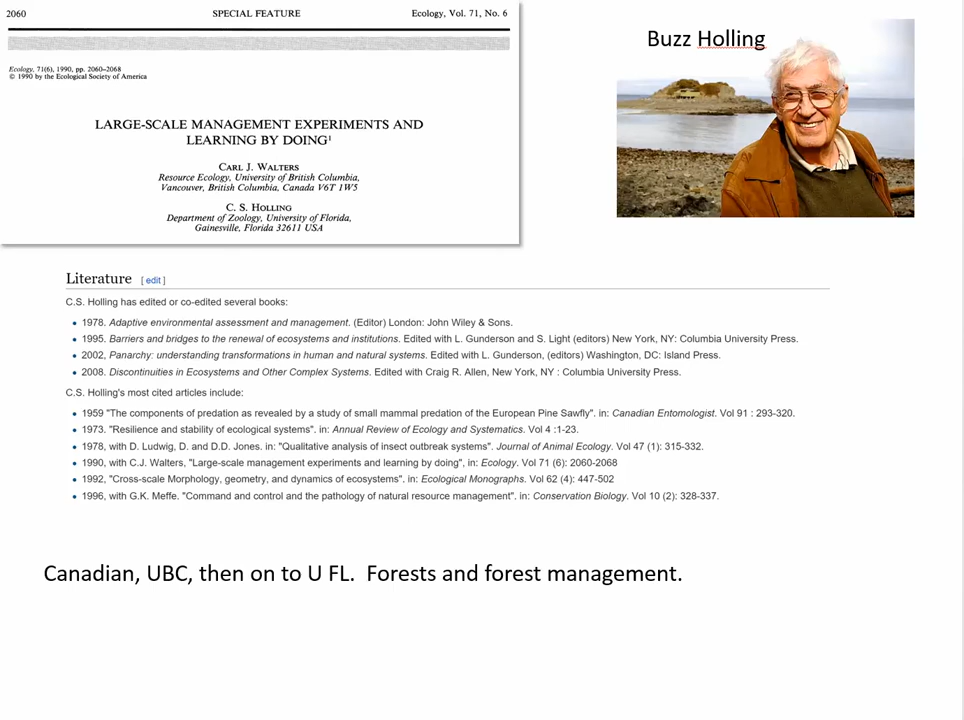 2060 SPECIAL FEATURE Ecology, Vol. 71, No. 6
Ecology, 71(6), 1990, pp. 2060–2068
© 1990 by the Ecological Society of America
LARGE-SCALE MANAGEMENT EXPERIMENTS AND
LEARNING BY DOING¹
CARL J. WALTERS
Resource Ecology, University of British Columbia,
Vancouver, British Columbia, Canada V6T 1W5
C. S. HOLLING
Department of Zoology, University of Florida,
Gainesville, Florida 32611 USA
Buzz Holling
Literature [ edit ]
C.S. Holling has edited or co-edited several books:
• 1978. Adaptive environmental assessment and management. (Editor) London: John Wiley & Sons.
• 1995. Barriers and bridges to the renewal of ecosystems and institutions. Edited with L. Gunderson and S. Light (editors) New York, NY: Columbia University Press.
• 2002, Panarchy: understanding transformations in human and natural systems. Edited with L. Gunderson, (editors) Washington, DC: Island Press.
• 2008. Discontinuities in Ecosystems and Other Complex Systems. Edited with Craig R. Allen, New York, NY : Columbia University Press.
C.S. Holling's most cited articles include:
• 1959 "The components of predation as revealed by a study of small mammal predation of the European Pine Sawfly". in: Canadian Entomologist. Vol 91 : 293-320.
• 1973. "Resilience and stability of ecological systems". in: Annual Review of Ecology and Systematics. Vol 4 :1-23.
• 1978, with D. Ludwig, D. and D.D. Jones. in: "Qualitative analysis of insect outbreak systems". Journal of Animal Ecology. Vol 47 (1): 315-332.
• 1990, with C.J. Walters, "Large-scale management experiments and learning by doing", in: Ecology. Vol 71 (6): 2060-2068
• 1992, "Cross-scale Morphology, geometry, and dynamics of ecosystems". in: Ecological Monographs. Vol 62 (4): 447-502
• 1996, with G.K. Meffe. "Command and control and the pathology of natural resource management". in: Conservation Biology. Vol 10 (2): 328-337.
Canadian, UBC, then on to U FL. Forests and forest management.